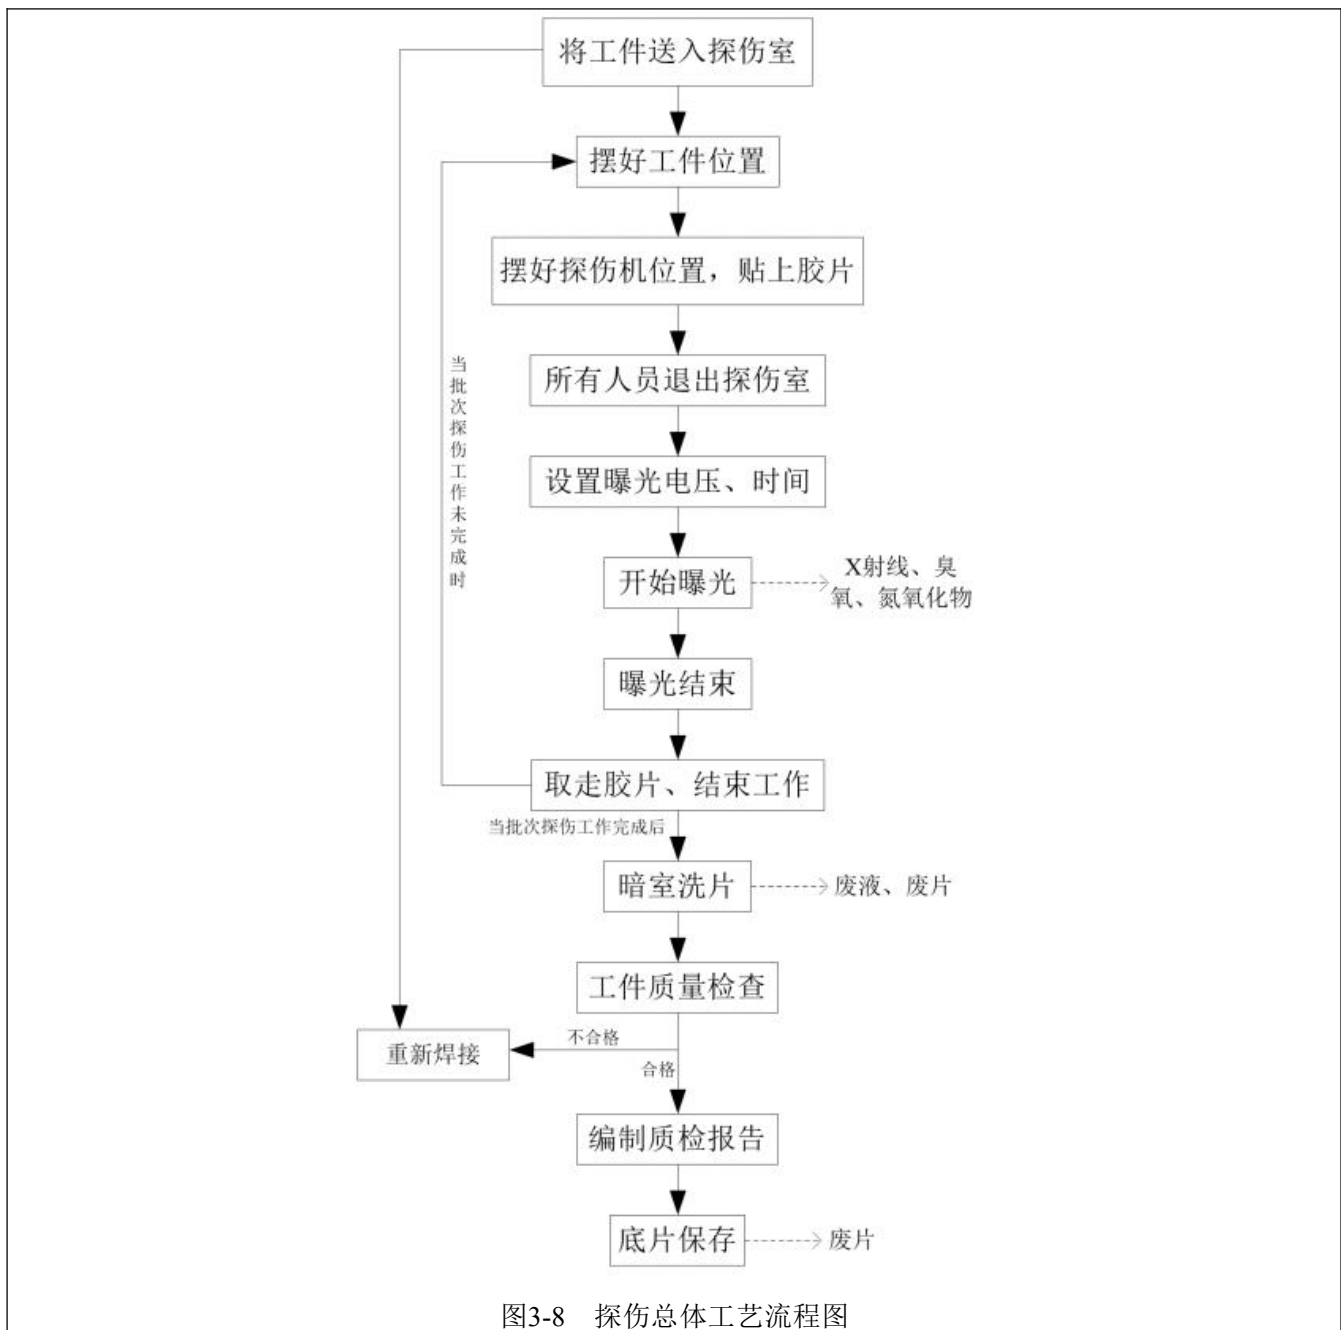 将工件送入探伤室
摆好工件位置
摆好探伤机位置，贴上胶片
所有人员退出探伤室
当批次探伤工作未完成时
设置曝光电压、时间
开始曝光
X射线、臭
氧、氮氧化物
曝光结束
取走胶片、结束工作
当批次探伤工作完成后
暗室洗片
废液、废片
工件质量检查
不合格
重新焊接
合格
编制质检报告
底片保存
废片
图3-8 探伤总体工艺流程图